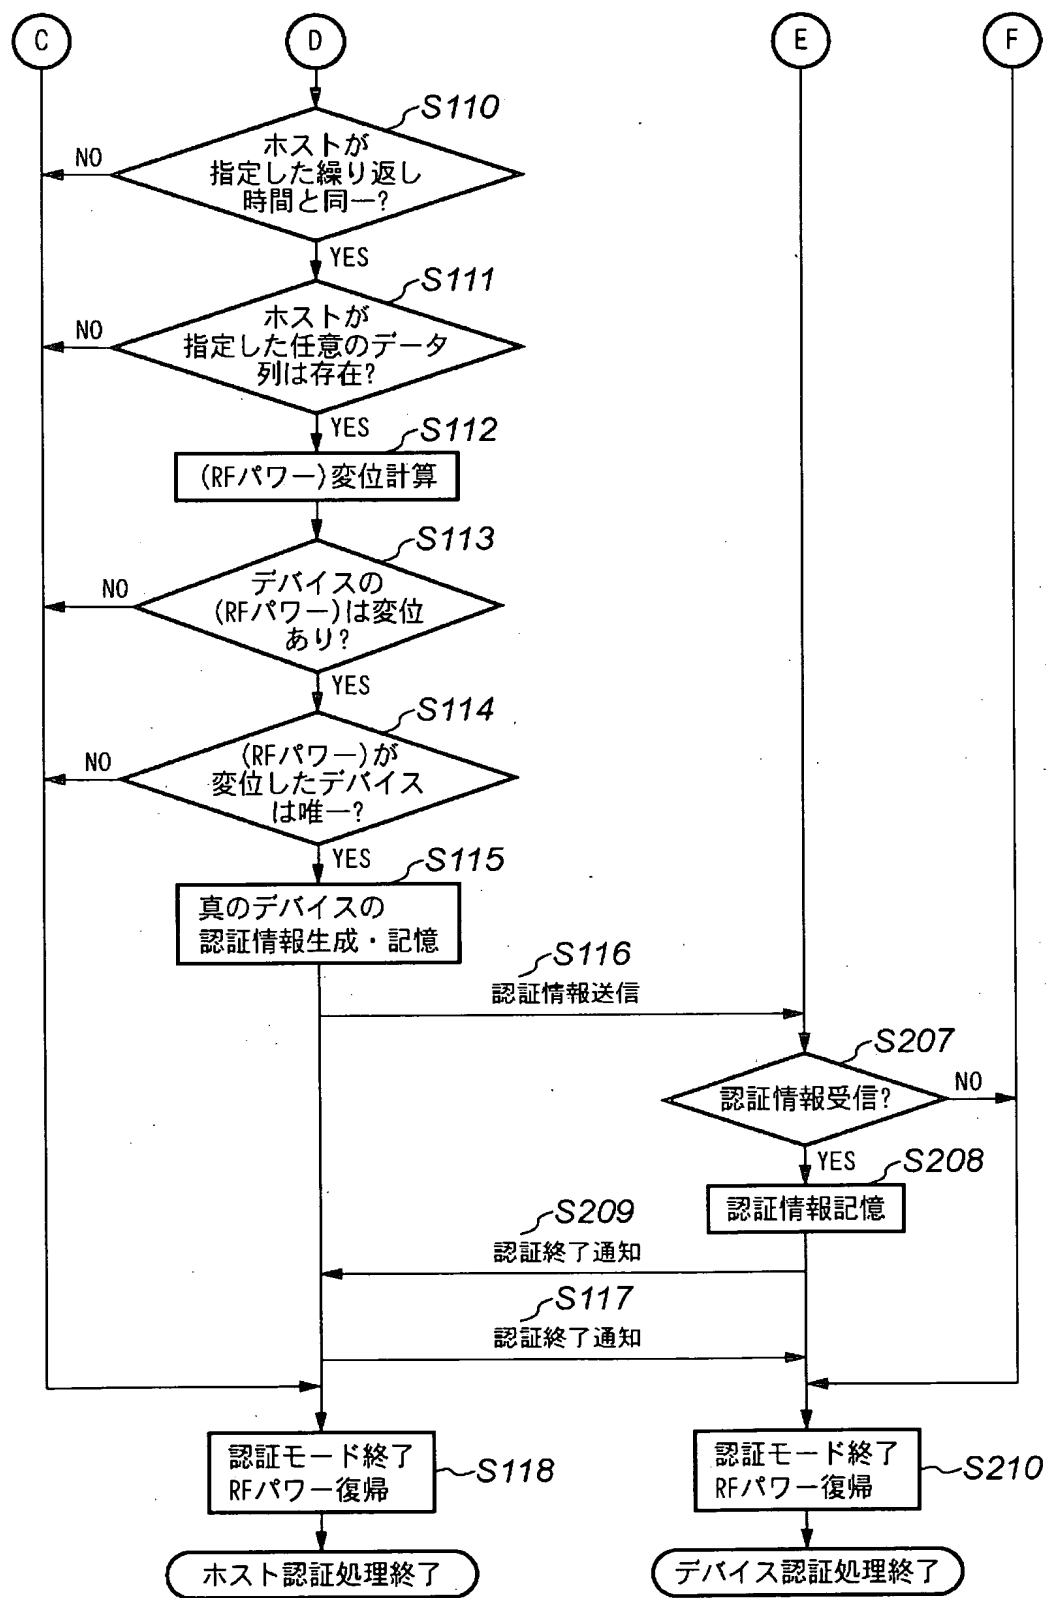 C
D
E
F
S110
ホストが
指定した繰り返し
時間と同一?
NO
YES
S111
ホストが
指定した任意のデータ
列は存在?
NO
YES
S112
(RFパワー)変位計算
S113
デバイスの
(RFパワー)は変位
あり?
NO
YES
S114
(RFパワー)が
変位したデバイス
は唯一?
NO
YES
S115
真のデバイスの
認証情報生成・記憶
S116
認証情報送信
S207
認証情報受信?
NO
YES
S208
認証情報記憶
S209
認証終了通知
S117
認証終了通知
認証モード終了
RFパワー復帰
S118
認証モード終了
RFパワー復帰
S210
ホスト認証処理終了
デバイス認証処理終了